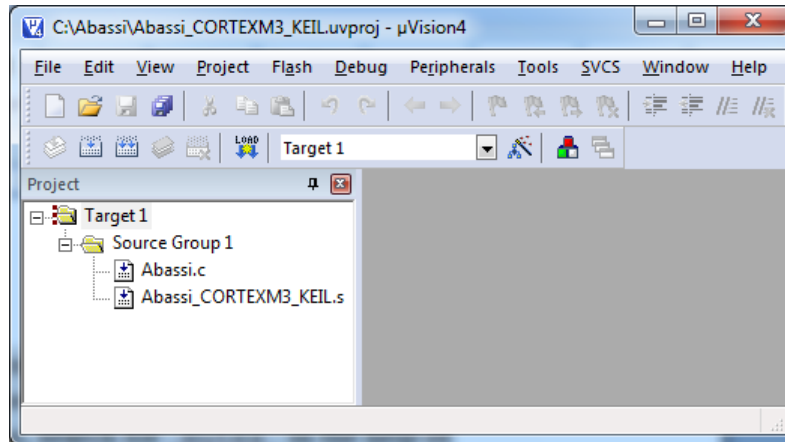 C:\Abassi\Abassi_CORTEXM3_KEIL.uvproj - µVision4
File Edit View Project Flash Debug Peripherals Tools SVCS Window Help
LOAD Target 1
Project
Target 1
Source Group 1
Abassi.c
Abassi_CORTEXM3_KEIL.s